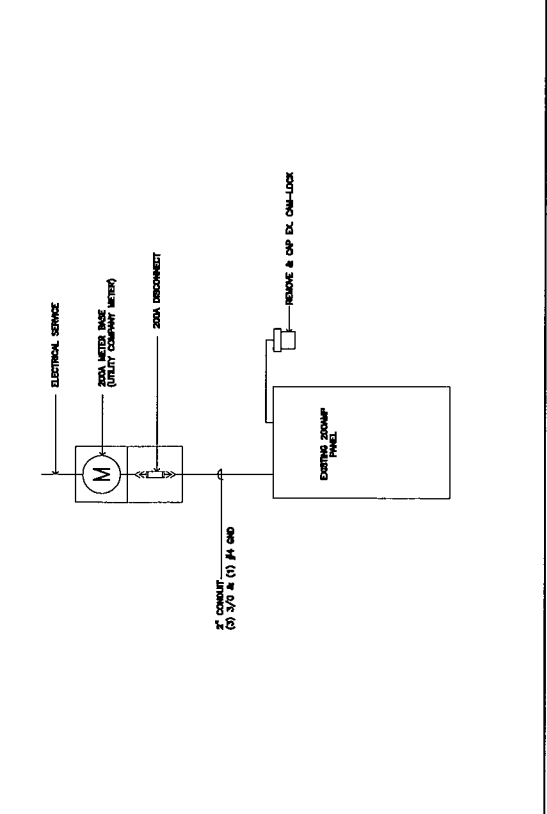 ELECTRICAL SERVICE
200A METER BASE
(UTILITY COMPANY METER)
200A DISCONNECT
M
REMOVE & CAP EX. CAM-LOCK
2" CONDUIT
(3) 3/0 & (1) #4 GND
EXISTING 200AMP
PANEL